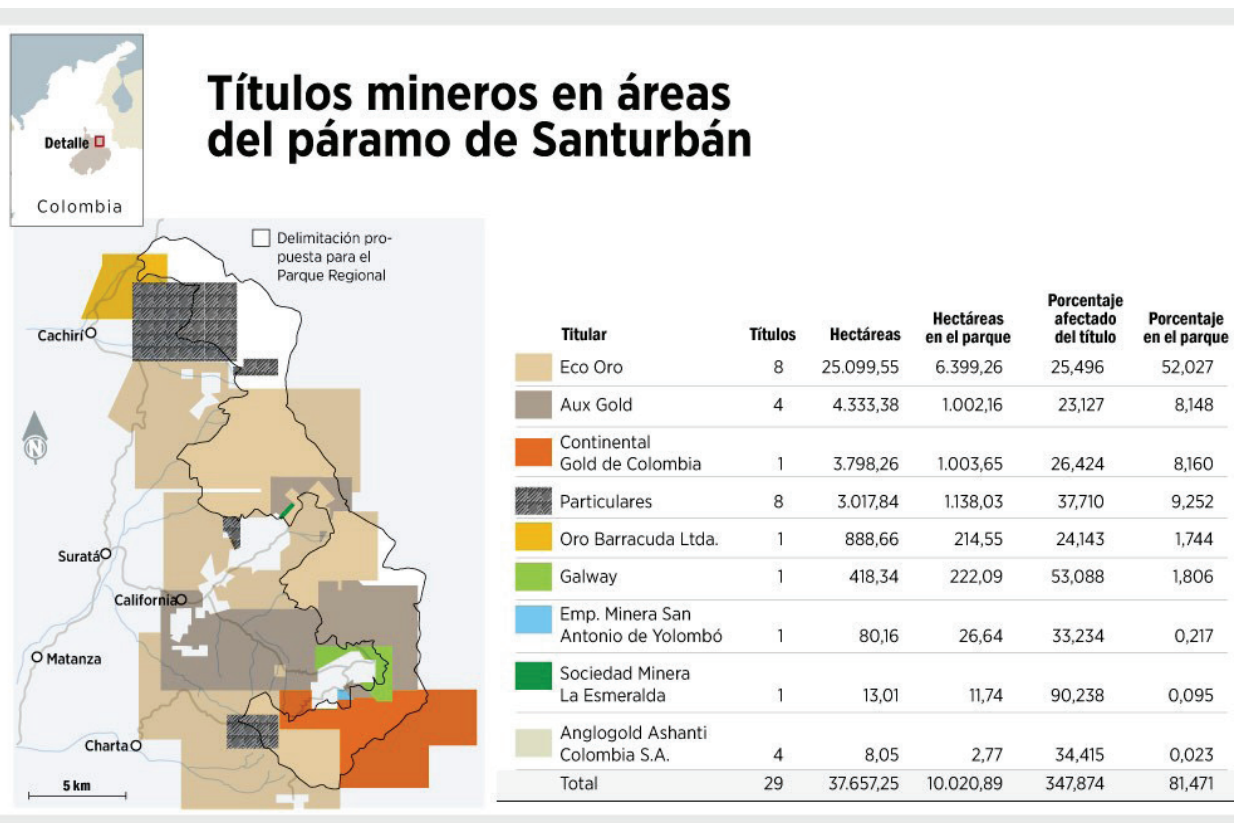 Detalle
Colombia
Títulos mineros en áreas
del páramo de Santurbán
Delimitación pro-
puesta para el
Parque Regional
Cachirí
N
Suratá
California
Matanza
Charta
5 km
Titular Títulos Hectáreas Hectáreas en el parque Porcentaje afectado del título Porcentaje en el parque
Eco Oro 8 25.099,55 6.399,26 25,496 52,027
Aux Gold 4 4.333,38 1.002,16 23,127 8,148
Continental
Gold de Colombia 1 3.798,26 1.003,65 26,424 8,160
Particulares 8 3.017,84 1.138,03 37,710 9,252
Oro Barracuda Ltda. 1 888,66 214,55 24,143 1,744
Galway 1 418,34 222,09 53,088 1,806
Emp. Minera San
Antonio de Yolombó 1 80,16 26,64 33,234 0,217
Sociedad Minera
La Esmeralda 1 13,01 11,74 90,238 0,095
Anglogold Ashanti
Colombia S.A. 4 8,05 2,77 34,415 0,023
Total 29 37.657,25 10.020,89 347,874 81,471